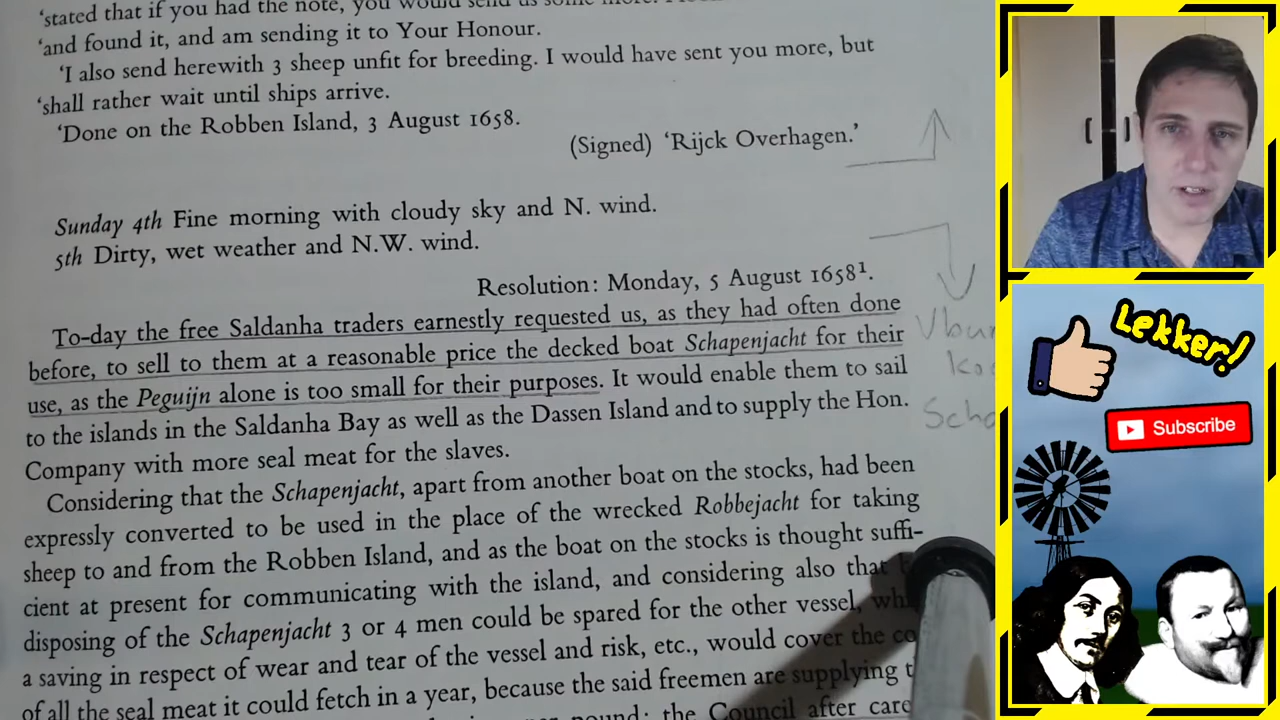 'stated that if you had the note, you would send us some more.
'and found it, and am sending it to Your Honour.
'I also send herewith 3 sheep unfit for breeding. I would have sent you more, but
'shall rather wait until ships arrive.
'Done on the Robben Island, 3 August 1658.
(Signed) 'Rijck Overhagen.'
Sunday 4th Fine morning with cloudy sky and N. wind.
5th Dirty, wet weather and N.W. wind.
Resolution: Monday, 5 August 1658¹.
To-day the free Saldanha traders earnestly requested us, as they had often done
before, to sell to them at a reasonable price the decked boat Schapenjacht for their
use, as the Peguijn alone is too small for their purposes. It would enable them to sail
to the islands in the Saldanha Bay as well as the Dassen Island and to supply the Hon.
Company with more seal meat for the slaves.
Considering that the Schapenjacht, apart from another boat on the stocks, had been
expressly converted to be used in the place of the wrecked Robbejacht for taking
sheep to and from the Robben Island, and as the boat on the stocks is thought suffi-
cient at present for communicating with the island, and considering also that
disposing of the Schapenjacht 3 or 4 men could be spared for the other vessel,
a saving in respect of wear and tear of the vessel and risk, etc., would cover the
of all the seal meat it could fetch in a year, because the said freemen are supplying
pound; the Council after
Lekker!
Subscribe